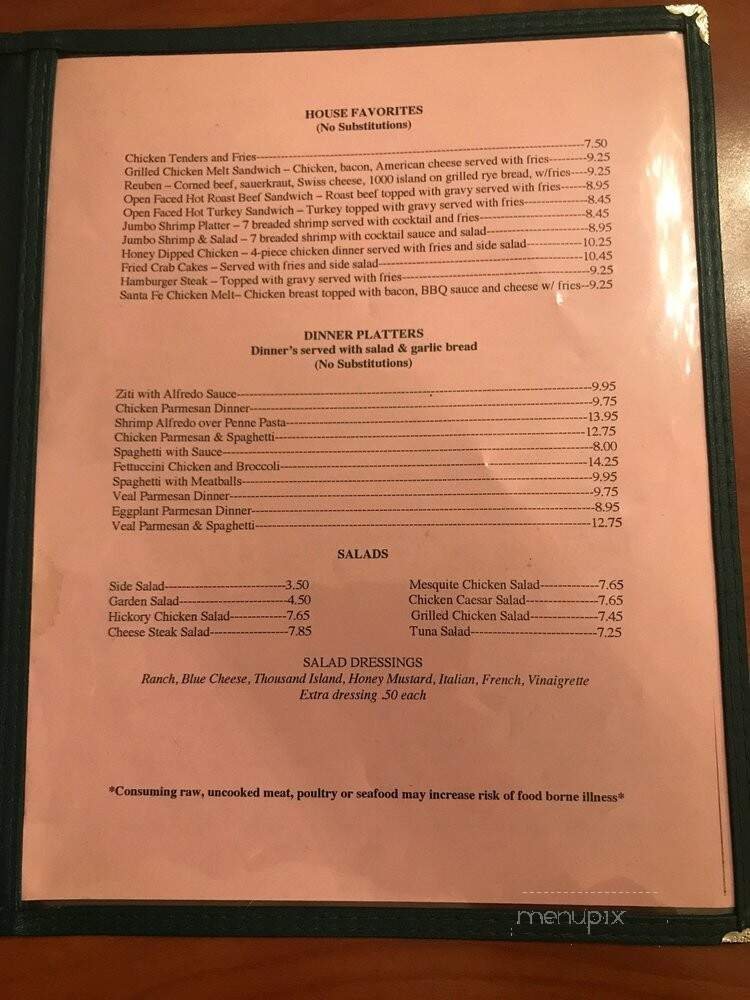 HOUSE FAVORITES
(No Substitutions)
Chicken Tenders and Fries----------7.50
Grilled Chicken Melt Sandwich – Chicken, bacon, American cheese served with fries----------9.25
Reuben – Corned beef, sauerkraut, Swiss cheese, 1000 island on grilled rye bread, w/fries----9.25
Open Faced Hot Roast Beef Sandwich – Roast beef topped with gravy served with fries------8.95
Open Faced Hot Turkey Sandwich – Turkey topped with gravy served with fries----------8.45
Jumbo Shrimp Platter – 7 breaded shrimp served with cocktail and fries----------8.45
Jumbo Shrimp & Salad – 7 breaded shrimp with cocktail sauce and salad----------8.95
Honey Dipped Chicken – 4-piece chicken dinner served with fries and side salad----------10.25
Fried Crab Cakes – Served with fries and side salad----------10.45
Hamburger Steak – Topped with gravy served with fries----------9.25
Santa Fe Chicken Melt– Chicken breast topped with bacon, BBQ sauce and cheese w/ fries--9.25
DINNER PLATTERS
Dinner's served with salad & garlic bread
(No Substitutions)
Ziti with Alfredo Sauce----------9.95
Chicken Parmesan Dinner----------9.75
Shrimp Alfredo over Penne Pasta----------13.95
Chicken Parmesan & Spaghetti----------12.75
Spaghetti with Sauce----------8.00
Fettuccini Chicken and Broccoli----------14.25
Spaghetti with Meatballs----------9.95
Veal Parmesan Dinner----------9.75
Eggplant Parmesan Dinner----------8.95
Veal Parmesan & Spaghetti----------12.75
SALADS
Side Salad----------3.50
Garden Salad----------4.50
Hickory Chicken Salad----------7.65
Cheese Steak Salad----------7.85
Mesquite Chicken Salad----------7.65
Chicken Caesar Salad----------7.65
Grilled Chicken Salad----------7.45
Tuna Salad----------7.25
SALAD DRESSINGS
Ranch, Blue Cheese, Thousand Island, Honey Mustard, Italian, French, Vinaigrette
Extra dressing .50 each
*Consuming raw, uncooked meat, poultry or seafood may increase risk of food borne illness*
menupix